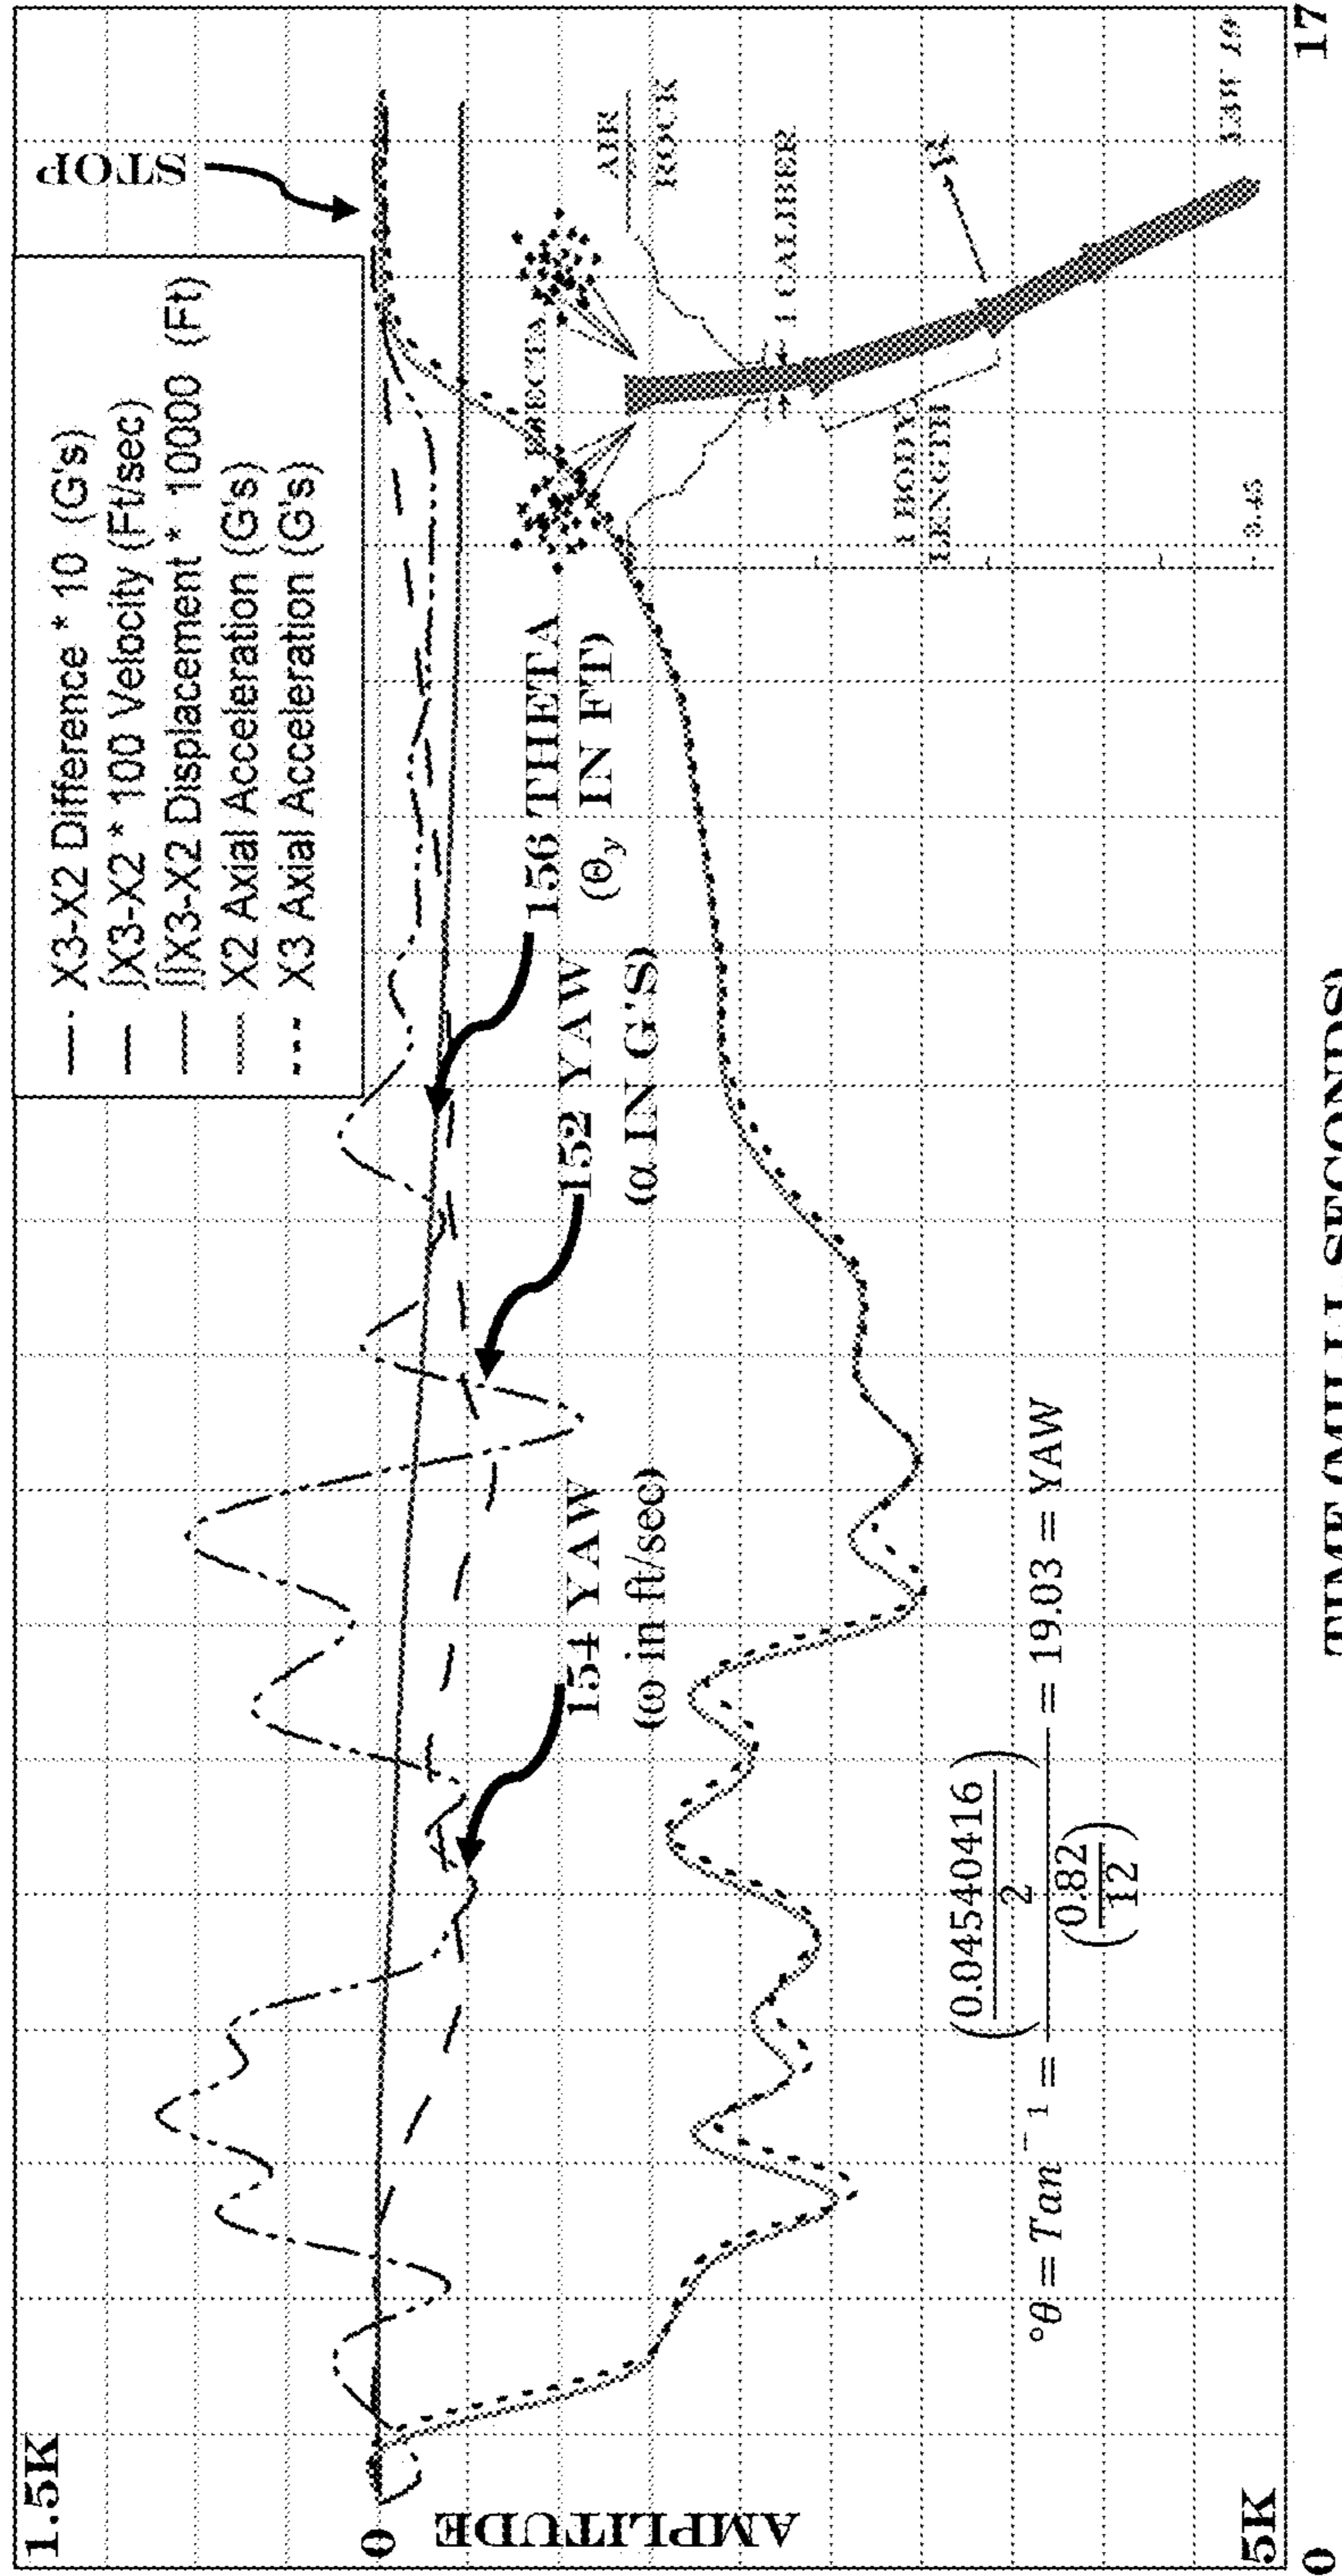 1.5K
0
AMPLITUDE
5K
0
17
TIME (MILLI SECONDS)
X3-X2 Difference * 10 (G's)
∫X3-X2 * 100 Velocity (Ft/sec)
∫∫X3-X2 Displacement * 10000 (Ft)
X2 Axial Acceleration (G's)
X3 Axial Acceleration (G's)
STOP
154 YAW
(ω in ft/sec)
152 YAW
(α IN G'S)
156 THETA
(Θy IN FT)
EJECTA
AIR
ROCK
1 CALIBER
1 BODY
LENGTH
°θ = Tan⁻¹ = (0.04540416/2) / (0.82/12) = 19.03 = YAW